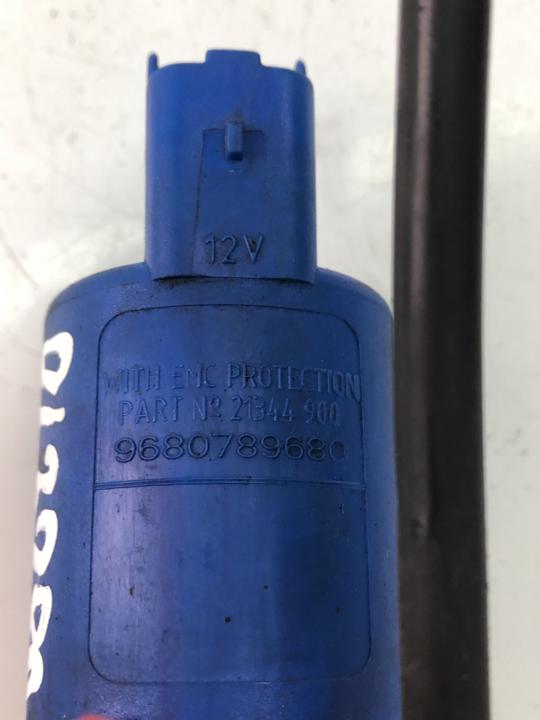 12V
WITH EMC PROTECTION
PART Nº 21344 900
9680789680